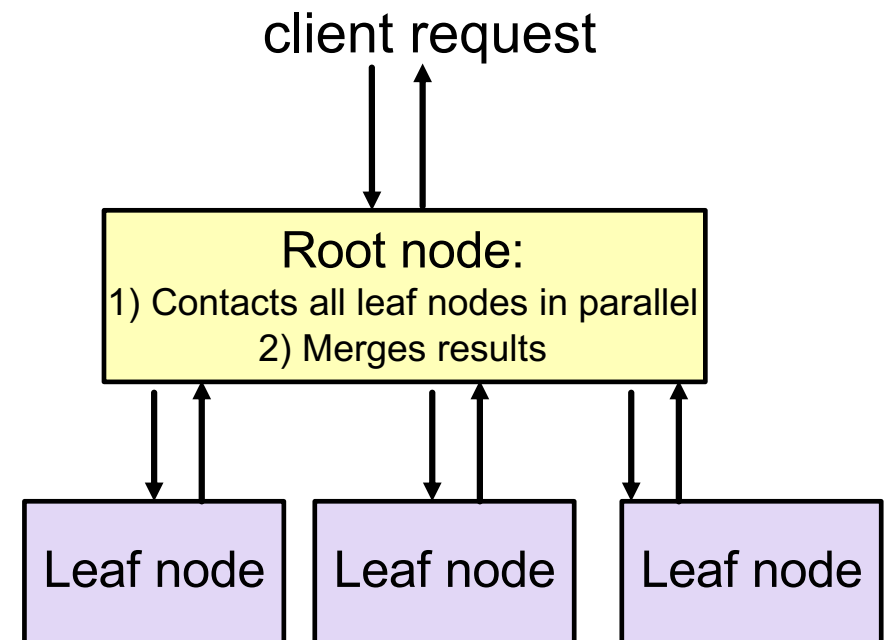 client request
Root node:
1) Contacts all leaf nodes in parallel
2) Merges results
Leaf node
Leaf node
Leaf node